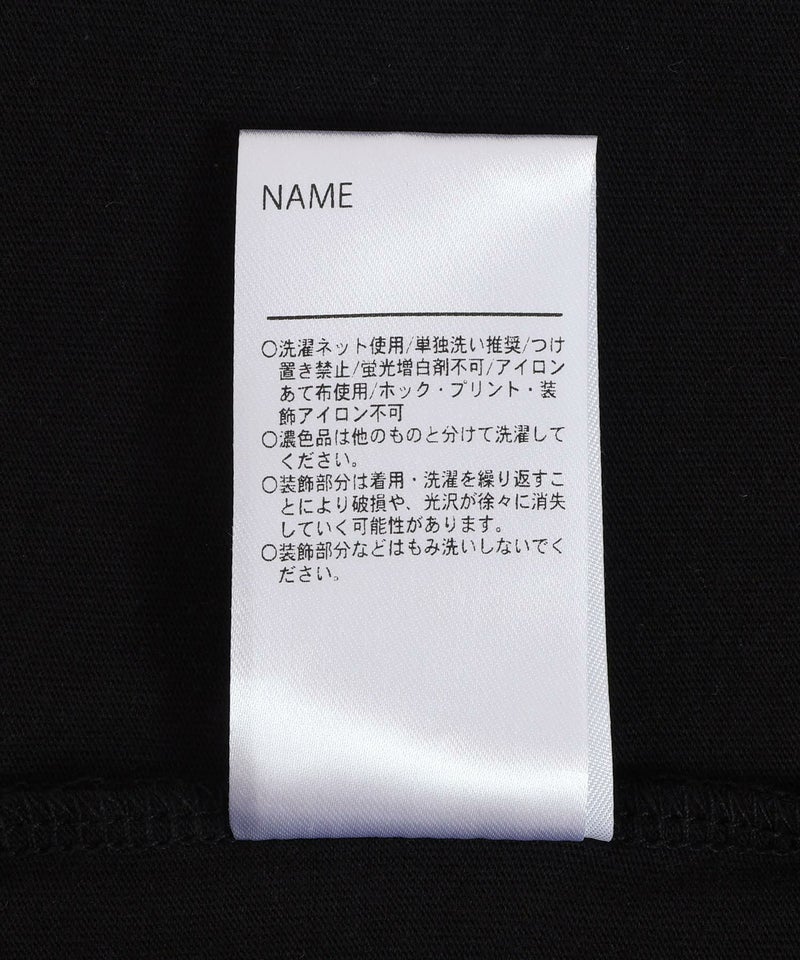 NAME
○洗濯ネット使用/単独洗い推奨/つけ
置き禁止/蛍光増白剤不可/アイロン
あて布使用/ホック・プリント・装
飾アイロン不可
○濃色品は他のものと分けて洗濯して
ください。
○装飾部分は着用・洗濯を繰り返すこ
とにより破損や、光沢が徐々に消失
していく可能性があります。
○装飾部分などはもみ洗いしないでく
ださい。